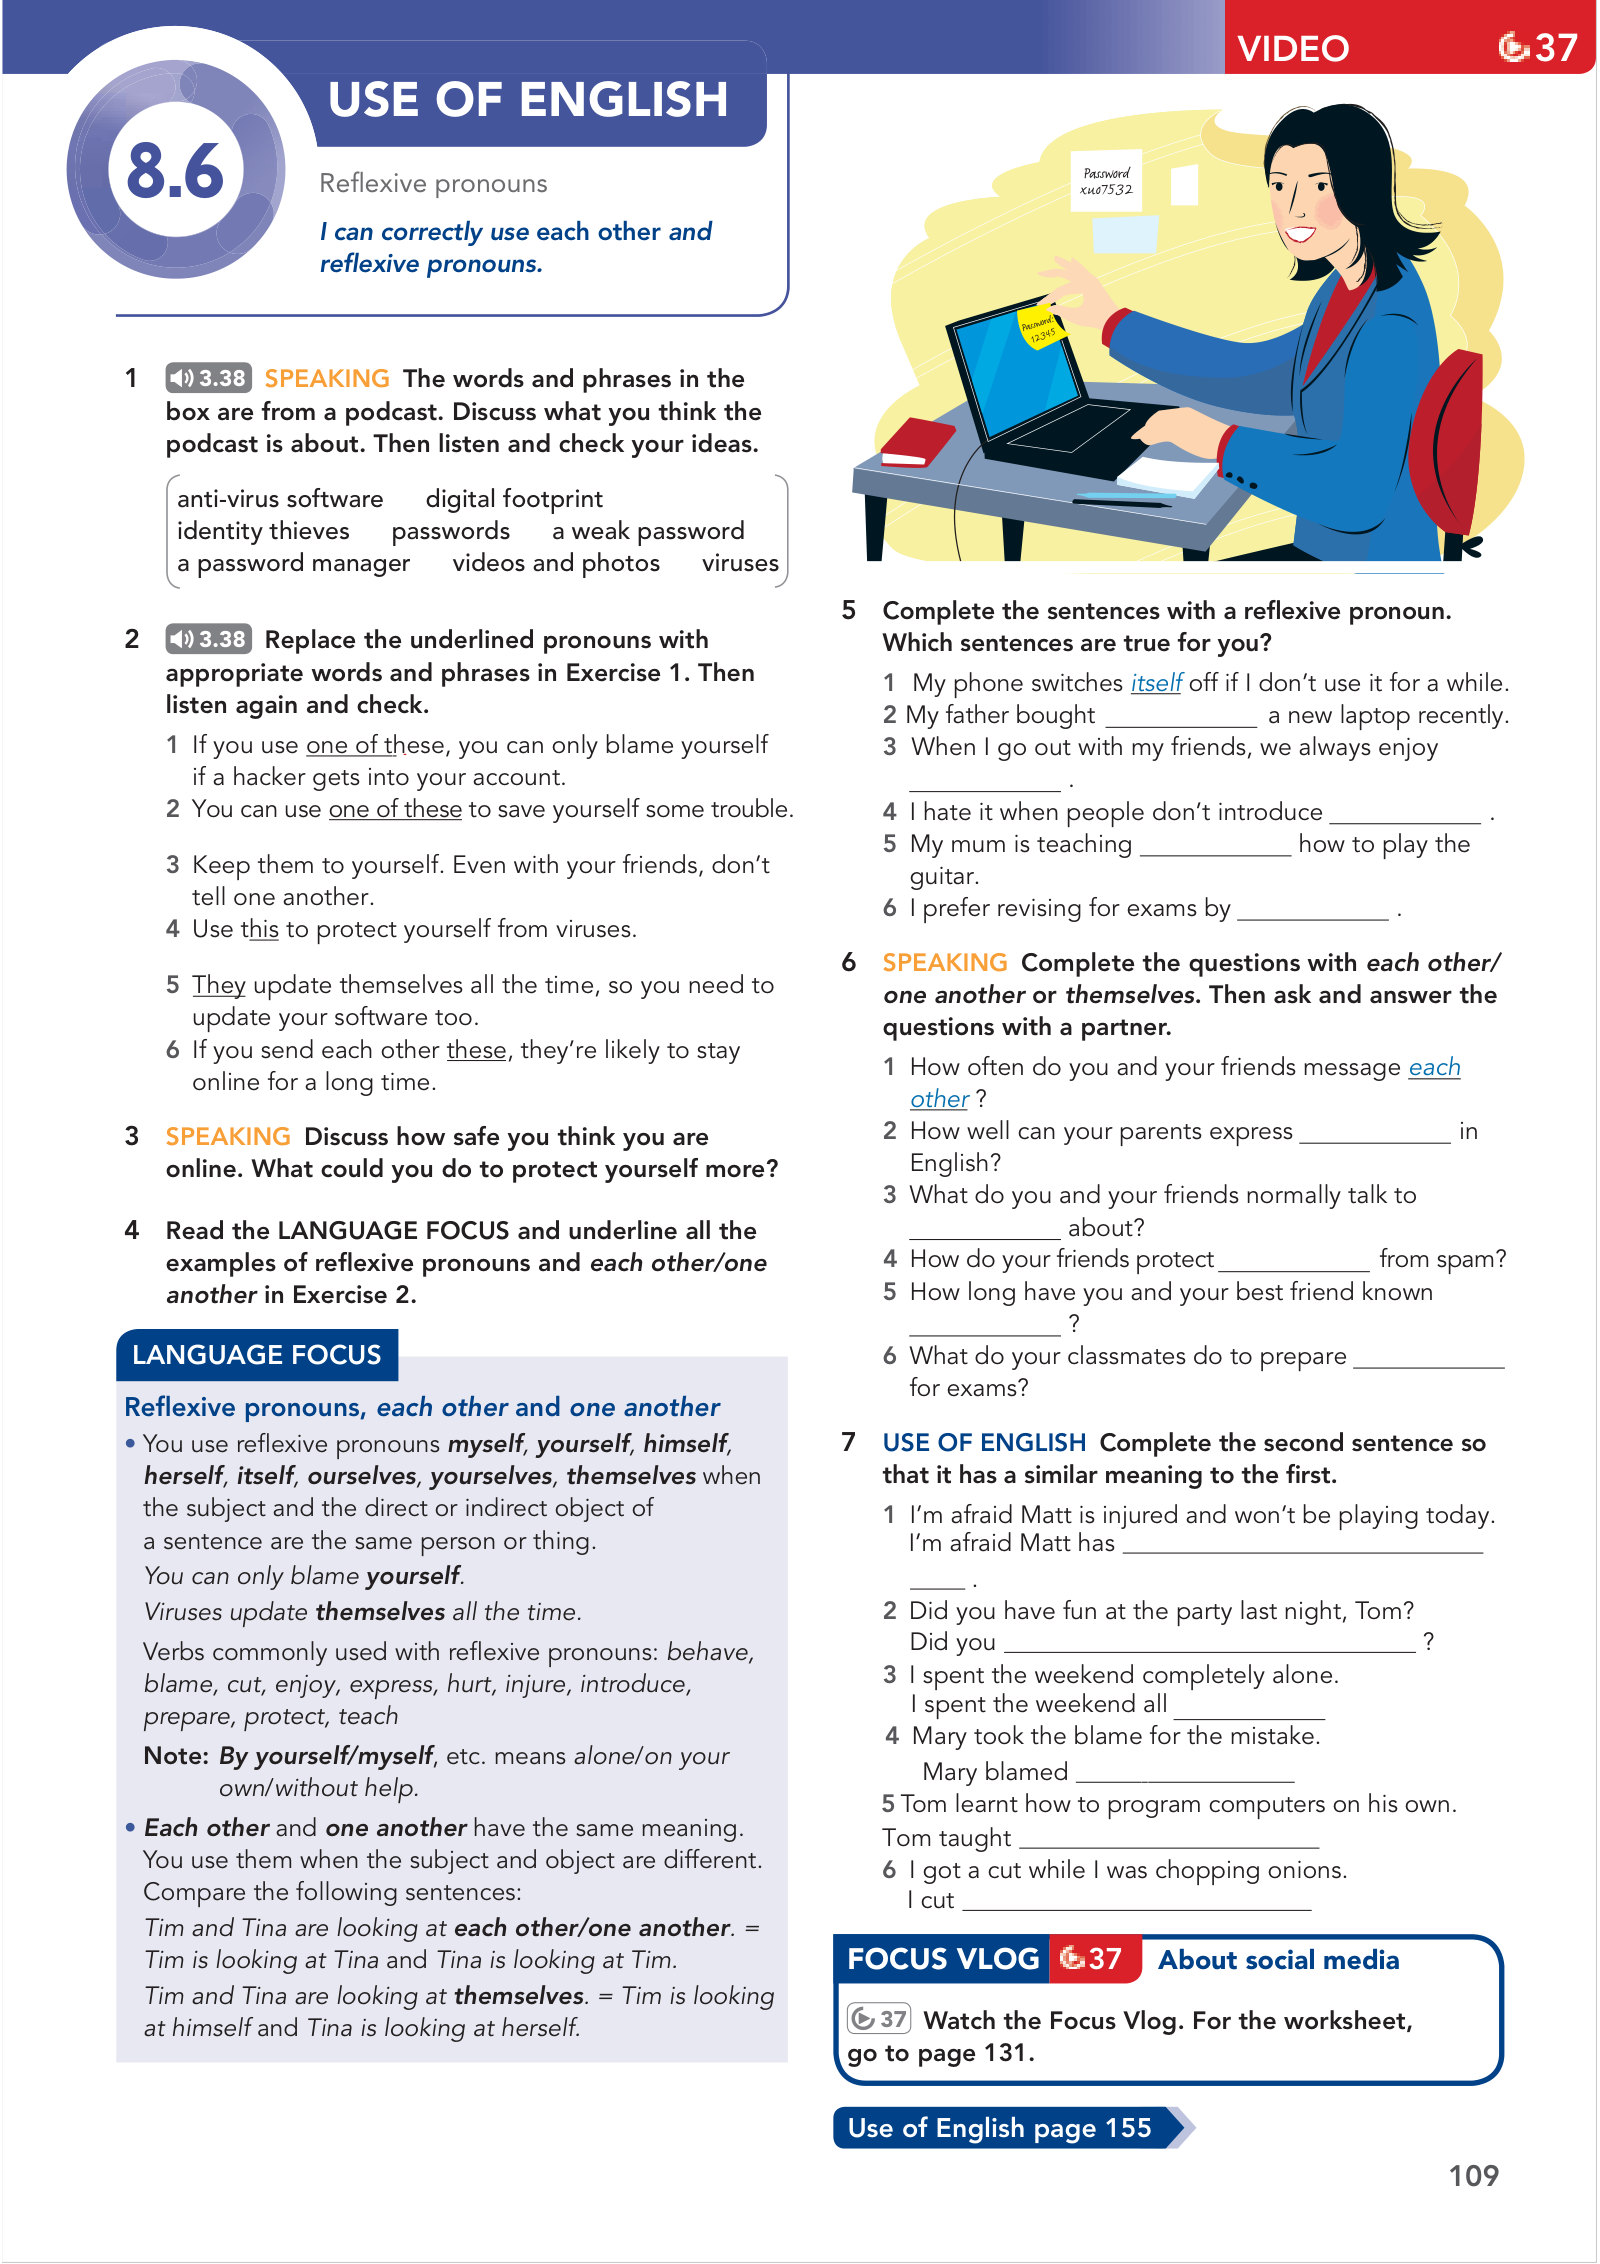 VIDEO 37
8.6
USE OF ENGLISH
Reflexive pronouns
I can correctly use each other and
reflexive pronouns.
1 3.38 SPEAKING The words and phrases in the
box are from a podcast. Discuss what you think the
podcast is about. Then listen and check your ideas.
anti-virus software digital footprint
identity thieves passwords a weak password
a password manager videos and photos viruses
2 3.38 Replace the underlined pronouns with
appropriate words and phrases in Exercise 1. Then
listen again and check.
1 If you use one of these, you can only blame yourself
if a hacker gets into your account.
2 You can use one of these to save yourself some trouble.
3 Keep them to yourself. Even with your friends, don't
tell one another.
4 Use this to protect yourself from viruses.
5 They update themselves all the time, so you need to
update your software too.
6 If you send each other these, they're likely to stay
online for a long time.
3 SPEAKING Discuss how safe you think you are
online. What could you do to protect yourself more?
4 Read the LANGUAGE FOCUS and underline all the
examples of reflexive pronouns and each other/one
another in Exercise 2.
LANGUAGE FOCUS
Reflexive pronouns, each other and one another
• You use reflexive pronouns myself, yourself, himself,
herself, itself, ourselves, yourselves, themselves when
the subject and the direct or indirect object of
a sentence are the same person or thing.
You can only blame yourself.
Viruses update themselves all the time.
Verbs commonly used with reflexive pronouns: behave,
blame, cut, enjoy, express, hurt, injure, introduce,
prepare, protect, teach
Note: By yourself/myself, etc. means alone/on your
own/without help.
• Each other and one another have the same meaning.
You use them when the subject and object are different.
Compare the following sentences:
Tim and Tina are looking at each other/one another. =
Tim is looking at Tina and Tina is looking at Tim.
Tim and Tina are looking at themselves. = Tim is looking
at himself and Tina is looking at herself.
Password
xuo7532
Password:
12345
5 Complete the sentences with a reflexive pronoun.
Which sentences are true for you?
1 My phone switches itself off if I don't use it for a while.
2 My father bought ____ a new laptop recently.
3 When I go out with my friends, we always enjoy
____ .
4 I hate it when people don't introduce ____ .
5 My mum is teaching ____ how to play the
guitar.
6 I prefer revising for exams by ____ .
6 SPEAKING Complete the questions with each other/
one another or themselves. Then ask and answer the
questions with a partner.
1 How often do you and your friends message each
other ?
2 How well can your parents express ____ in
English?
3 What do you and your friends normally talk to
____ about?
4 How do your friends protect ____ from spam?
5 How long have you and your best friend known
____ ?
6 What do your classmates do to prepare ____
for exams?
7 USE OF ENGLISH Complete the second sentence so
that it has a similar meaning to the first.
1 I'm afraid Matt is injured and won't be playing today.
I'm afraid Matt has ____
____ .
2 Did you have fun at the party last night, Tom?
Did you ____ ?
3 I spent the weekend completely alone.
I spent the weekend all ____
4 Mary took the blame for the mistake.
Mary blamed ____
5 Tom learnt how to program computers on his own.
Tom taught ____
6 I got a cut while I was chopping onions.
I cut ____
FOCUS VLOG 37 About social media
37 Watch the Focus Vlog. For the worksheet,
go to page 131.
Use of English page 155
109